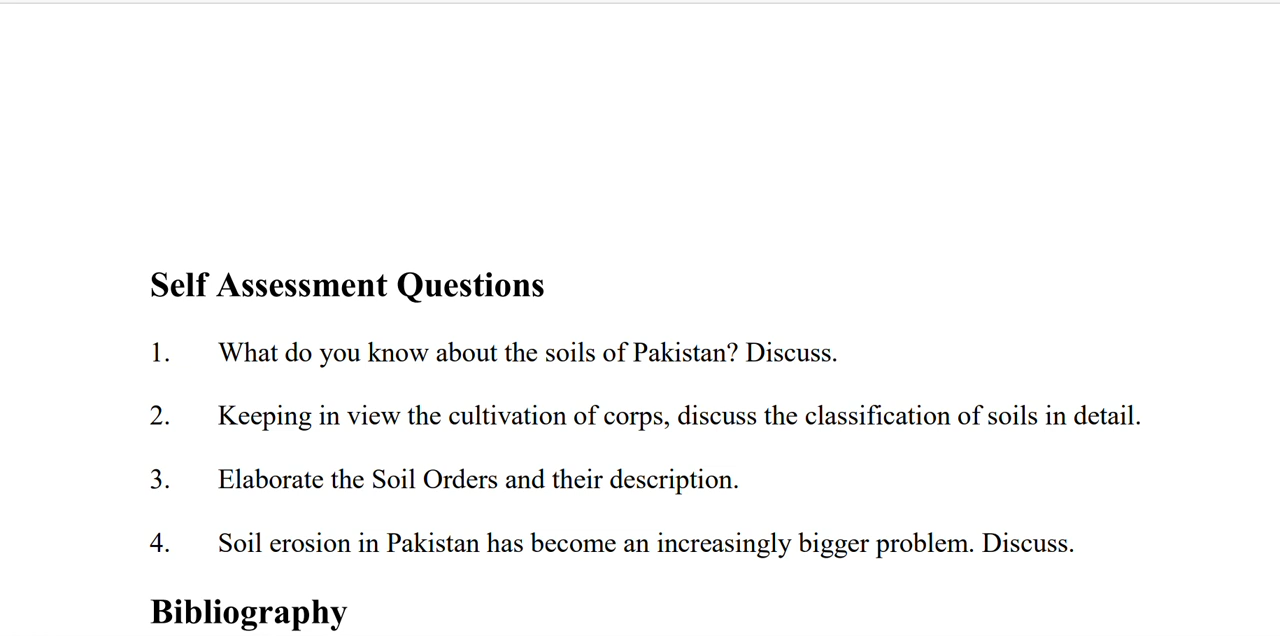 Self Assessment Questions
1. What do you know about the soils of Pakistan? Discuss.
2. Keeping in view the cultivation of corps, discuss the classification of soils in detail.
3. Elaborate the Soil Orders and their description.
4. Soil erosion in Pakistan has become an increasingly bigger problem. Discuss.
Bibliography